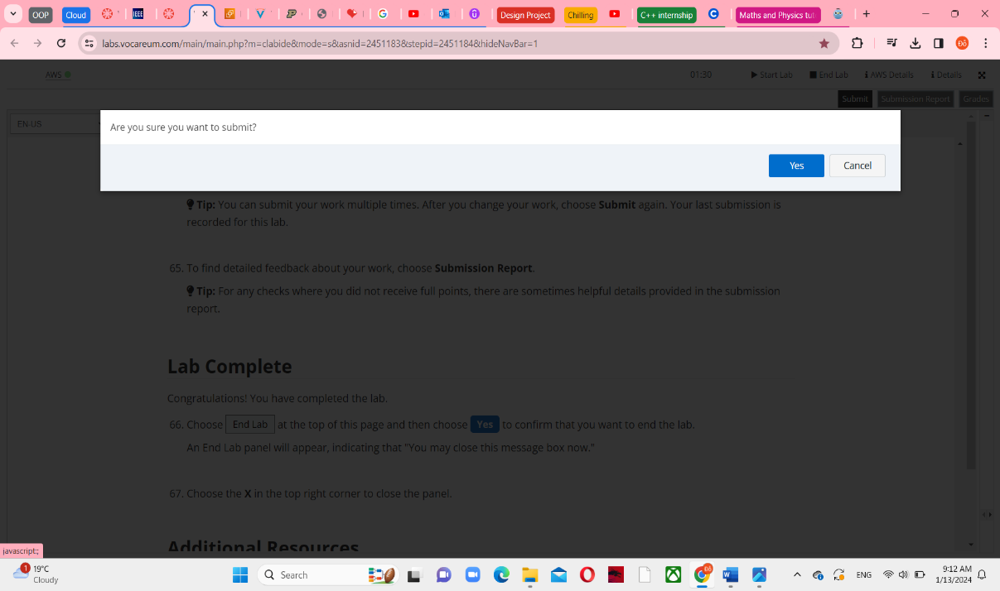 OOP Cloud IEEE Design Project Chilling C++ internship Maths and Physics tut
labs.vocareum.com/main/main.php?m=clabide&mode=s&asnid=2451183&stepid=2451184&hideNavBar=1
AWS 01:30 Start Lab End Lab AWS Details Details
Submit Submission Report Grades
EN-US
Are you sure you want to submit?
Yes Cancel
Tip: You can submit your work multiple times. After you change your work, choose Submit again. Your last submission is
recorded for this lab.
65. To find detailed feedback about your work, choose Submission Report.
Tip: For any checks where you did not receive full points, there are sometimes helpful details provided in the submission
report.
Lab Complete
Congratulations! You have completed the lab.
66. Choose End Lab at the top of this page and then choose Yes to confirm that you want to end the lab.
An End Lab panel will appear, indicating that "You may close this message box now."
67. Choose the X in the top right corner to close the panel.
Additional Resources
javascript:;
1 19°C
Cloudy
Search
ENG
9:12 AM
1/13/2024